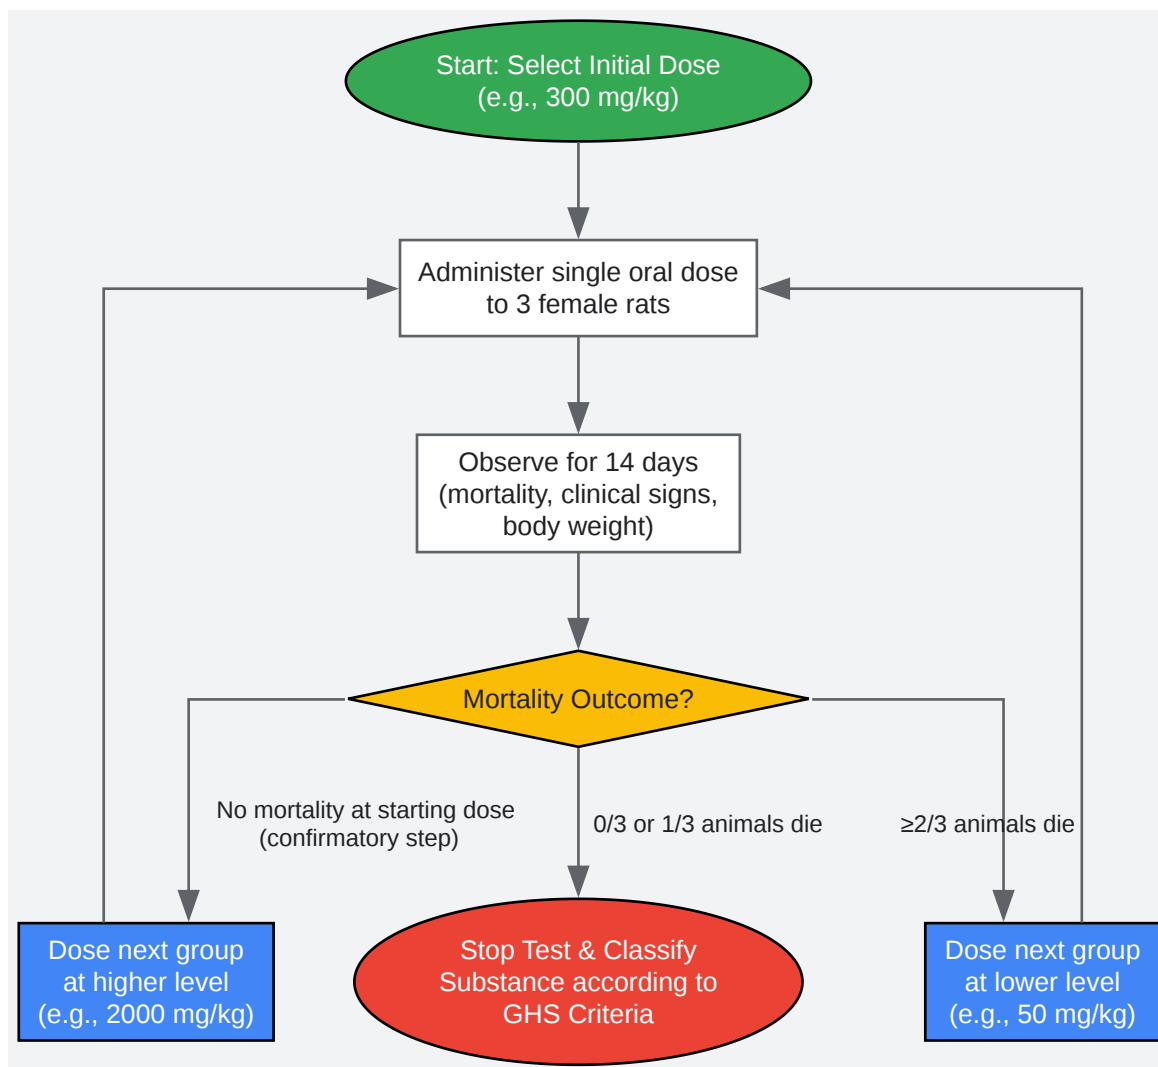 Start: Select Initial Dose
(e.g., 300 mg/kg)
Administer single oral dose
to 3 female rats
Observe for 14 days
(mortality, clinical signs,
body weight)
Mortality Outcome?
No mortality at starting dose
(confirmatory step)
0/3 or 1/3 animals die
≥2/3 animals die
Dose next group
at higher level
(e.g., 2000 mg/kg)
Stop Test & Classify
Substance according to
GHS Criteria
Dose next group
at lower level
(e.g., 50 mg/kg)